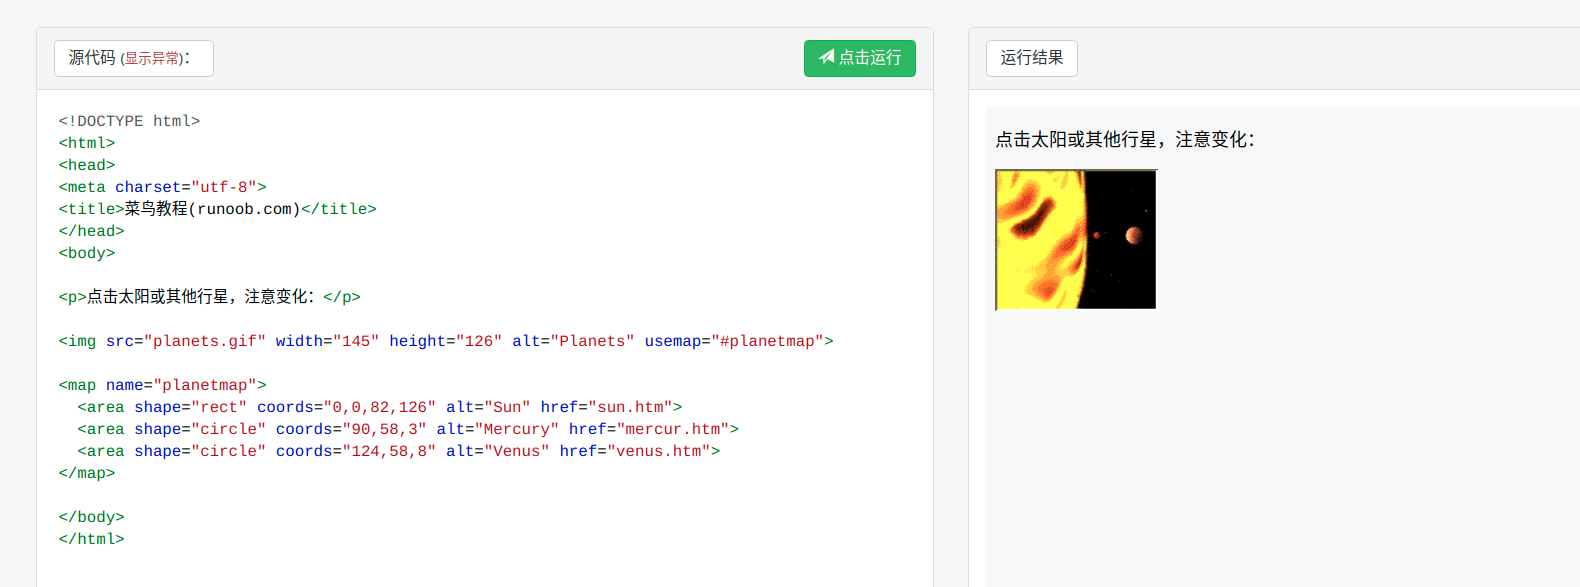 源代码 (显示异常)：
点击运行
<!DOCTYPE html>
<html>
<head>
<meta charset="utf-8">
<title>菜鸟教程(runoob.com)</title>
</head>
<body>
<p>点击太阳或其他行星，注意变化：</p>
<img src="planets.gif" width="145" height="126" alt="Planets" usemap="#planetmap">
<map name="planetmap">
  <area shape="rect" coords="0,0,82,126" alt="Sun" href="sun.htm">
  <area shape="circle" coords="90,58,3" alt="Mercury" href="mercur.htm">
  <area shape="circle" coords="124,58,8" alt="Venus" href="venus.htm">
</map>
</body>
</html>
运行结果
点击太阳或其他行星，注意变化：